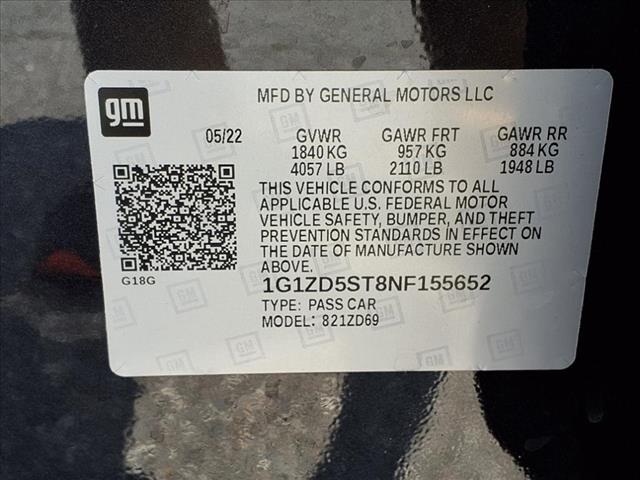 gm
MFD BY GENERAL MOTORS LLC
05/22 GVWR GAWR FRT GAWR RR
1840 KG 957 KG 884 KG
4057 LB 2110 LB 1948 LB
THIS VEHICLE CONFORMS TO ALL
APPLICABLE U.S. FEDERAL MOTOR
VEHICLE SAFETY, BUMPER, AND THEFT
PREVENTION STANDARDS IN EFFECT ON
THE DATE OF MANUFACTURE SHOWN
ABOVE.
G18G
1G1ZD5ST8NF155652
TYPE: PASS CAR
MODEL: 821ZD69